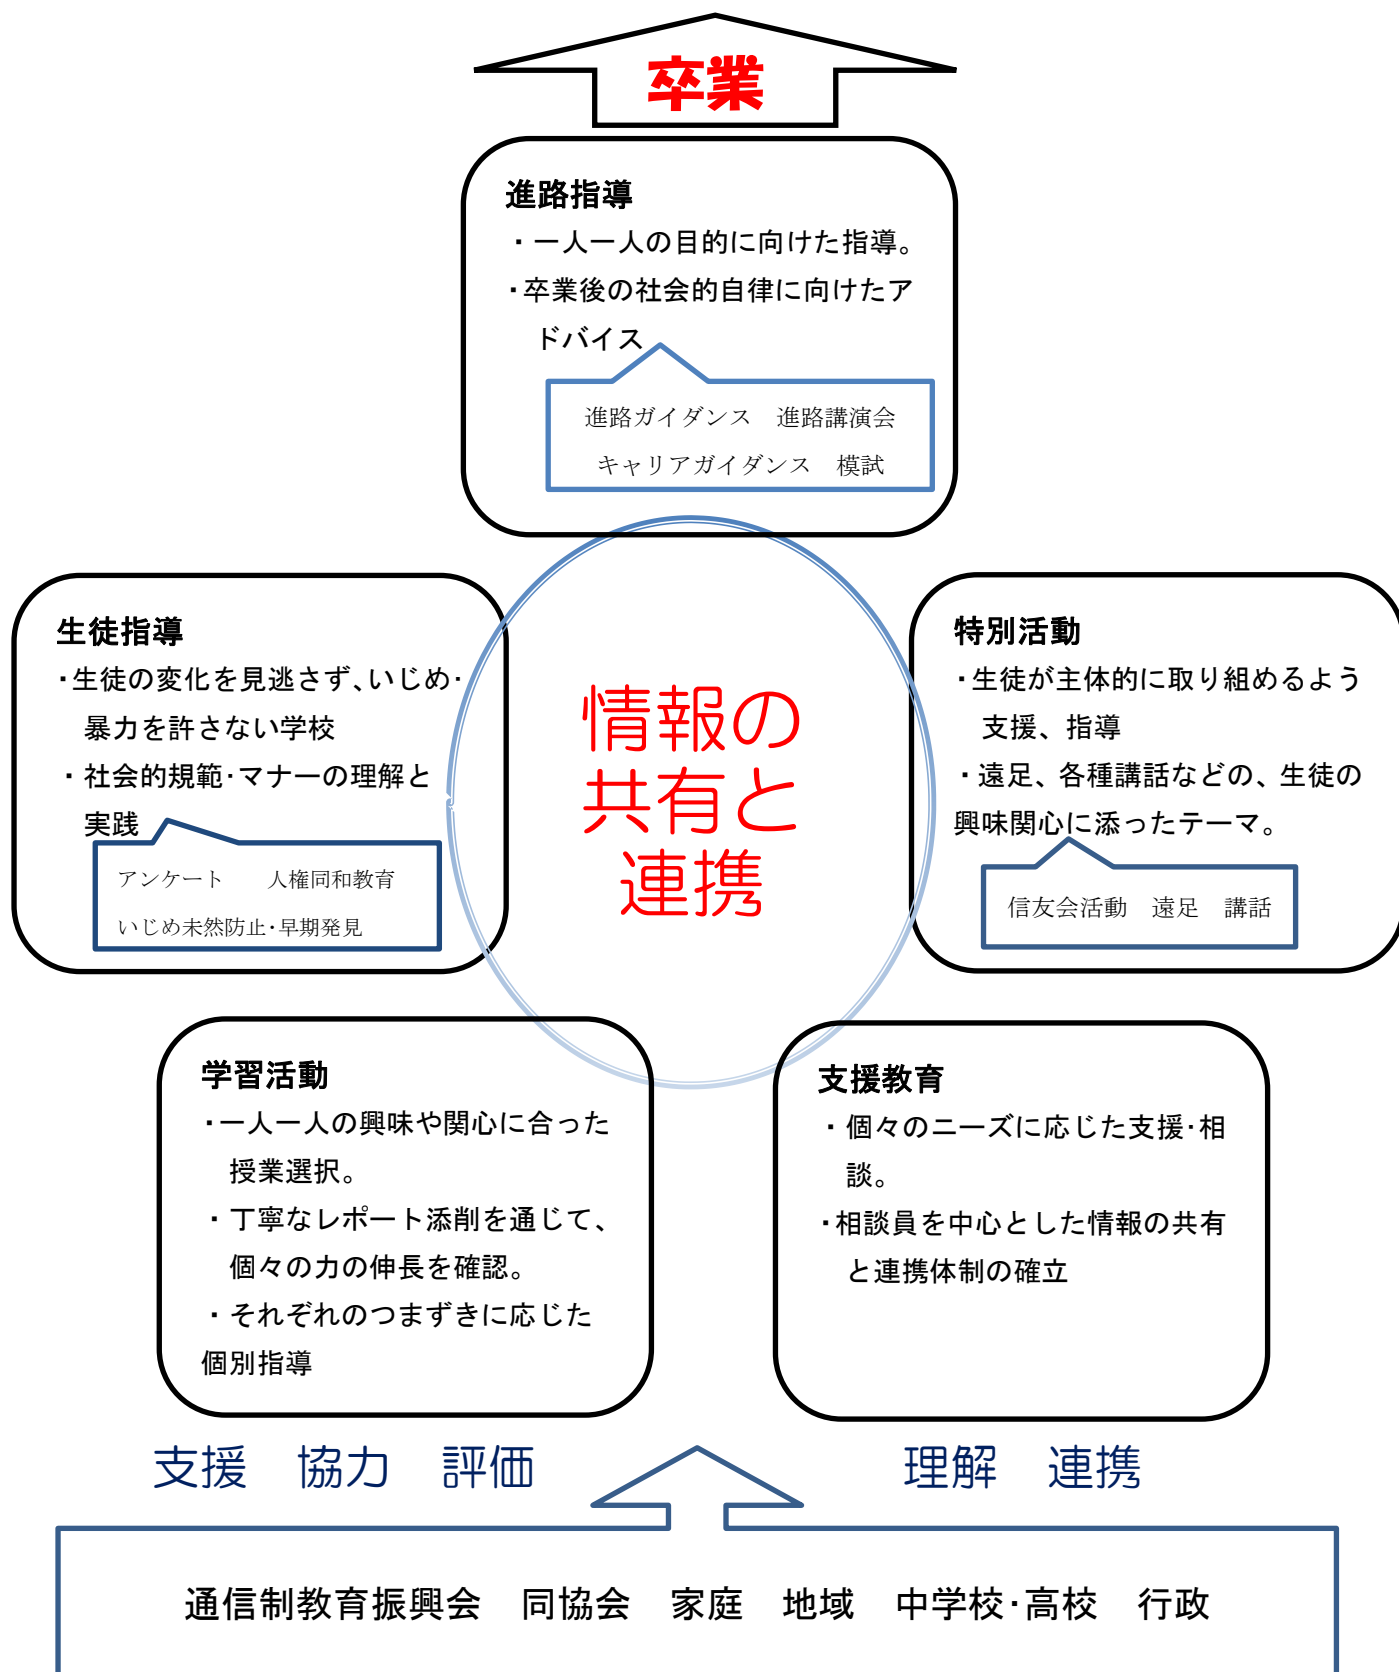 卒業
進路指導
・一人一人の目的に向けた指導。
・卒業後の社会的自律に向けたア
ドバイス
進路ガイダンス　進路講演会
キャリアガイダンス　模試
生徒指導
・生徒の変化を見逃さず、いじめ・
暴力を許さない学校
・社会的規範・マナーの理解と
実践
アンケート　　人権同和教育
いじめ未然防止・早期発見
情報の
共有と
連携
特別活動
・生徒が主体的に取り組めるよう
支援、指導
・遠足、各種講話などの、生徒の
興味関心に添ったテーマ。
信友会活動　遠足　講話
学習活動
・一人一人の興味や関心に合った
授業選択。
・丁寧なレポート添削を通じて、
個々の力の伸長を確認。
・それぞれのつまずきに応じた
個別指導
支援教育
・個々のニーズに応じた支援・相
談。
・相談員を中心とした情報の共有
と連携体制の確立
支援　協力　評価
理解　連携
通信制教育振興会　同協会　家庭　地域　中学校・高校　行政